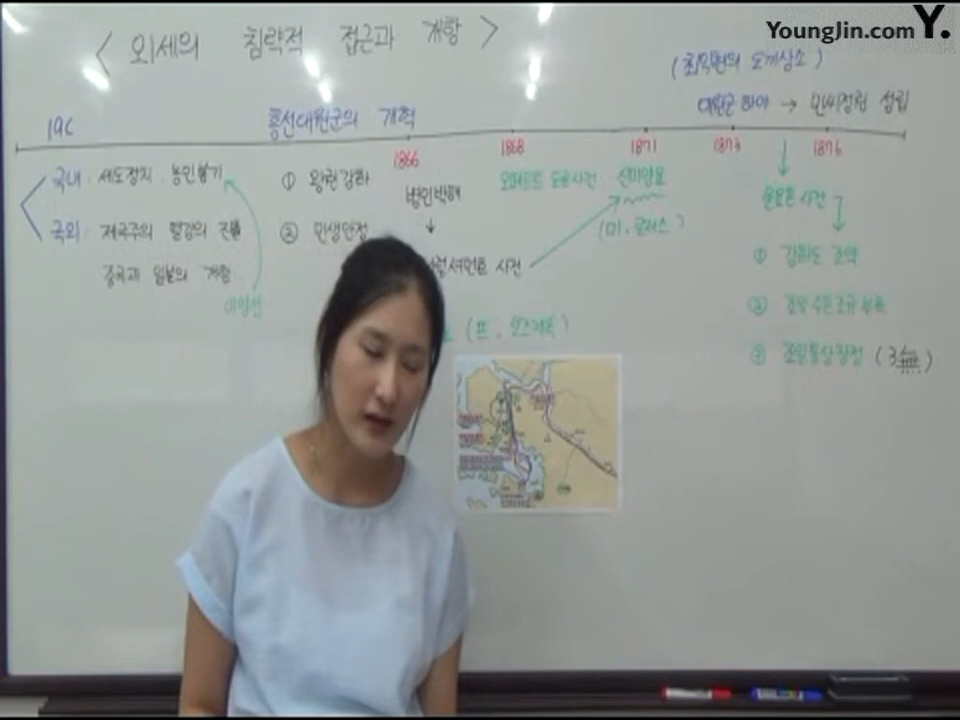 YoungJin.com Y.
< 외세의 침략적 접근과 개항 >
(최익현의 도끼상소)
대원군 하야 → 민씨정권 성립
19C
흥선대원군의 개혁
1866
1868
1871
1873
1876
국내. 세도정치. 농민봉기
국외. 제국주의 열강의 진출
중국과 일본의 개항
이양선
① 왕권강화
② 민생안정
병인박해
↓
셔먼호 사건
(프,
오페르트 도굴사건
신미양요
(미, 로저스)
운요호 사건
① 강화도 조약
② 조일수호조규부록
③ 조일통상장정 (3無)